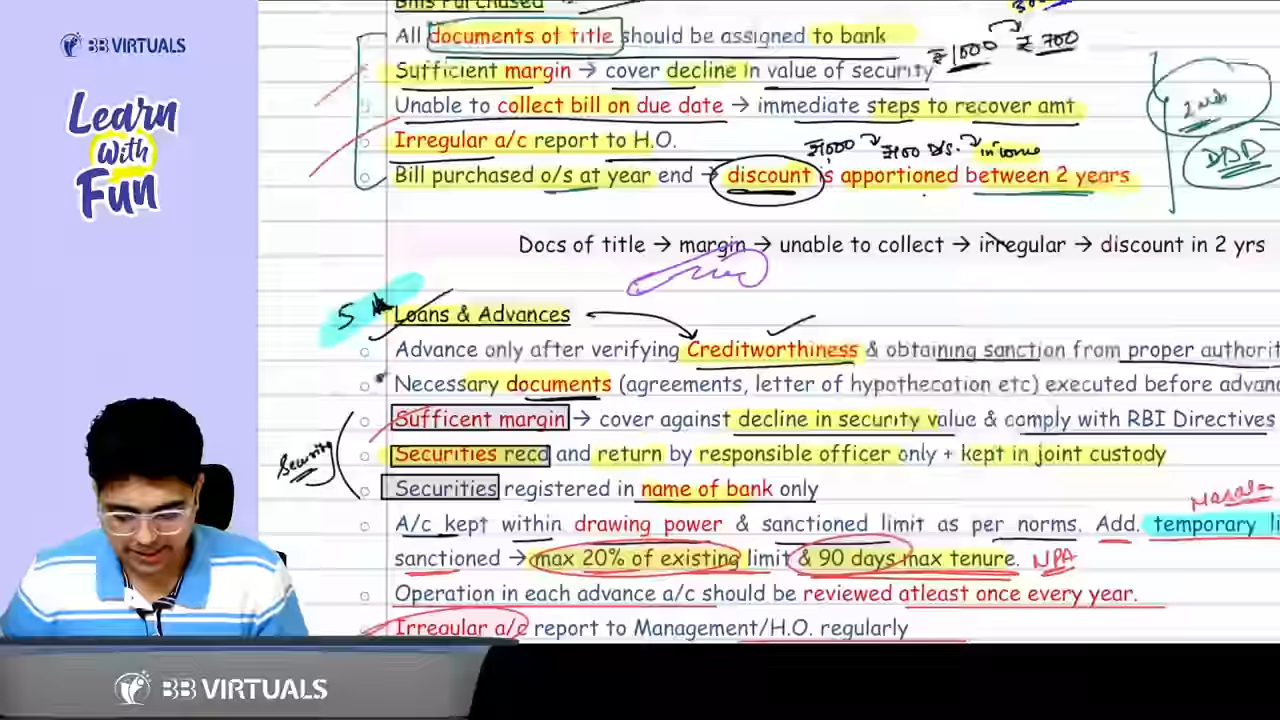 BB VIRTUALS
Learn
With
Fun
Bills Purchased
All documents of title should be assigned to bank
₹1000 → ₹700
Sufficient margin → cover decline in value of security
Unable to collect bill on due date → immediate steps to recover amt
Irregular a/c report to H.O.
₹1000 → ₹100 Dis. → income
Bill purchased o/s at year end → discount is apportioned between 2 years
Docs of title → margin → unable to collect → irregular → discount in 2 yrs
5
Loans & Advances
Advance only after verifying Creditworthiness & obtaining sanction from proper authorit
Necessary documents (agreements, letter of hypothecation etc) executed before advan
Sufficent margin → cover against decline in security value & comply with RBI Directives
Security
Securities recd and return by responsible officer only + kept in joint custody
Securities registered in name of bank only
Masala
A/c kept within drawing power & sanctioned limit as per norms. Add. temporary li
sanctioned → max 20% of existing limit & 90 days max tenure. NPA
Operation in each advance a/c should be reviewed atleast once every year.
Irregular a/c report to Management/H.O. regularly
BB VIRTUALS